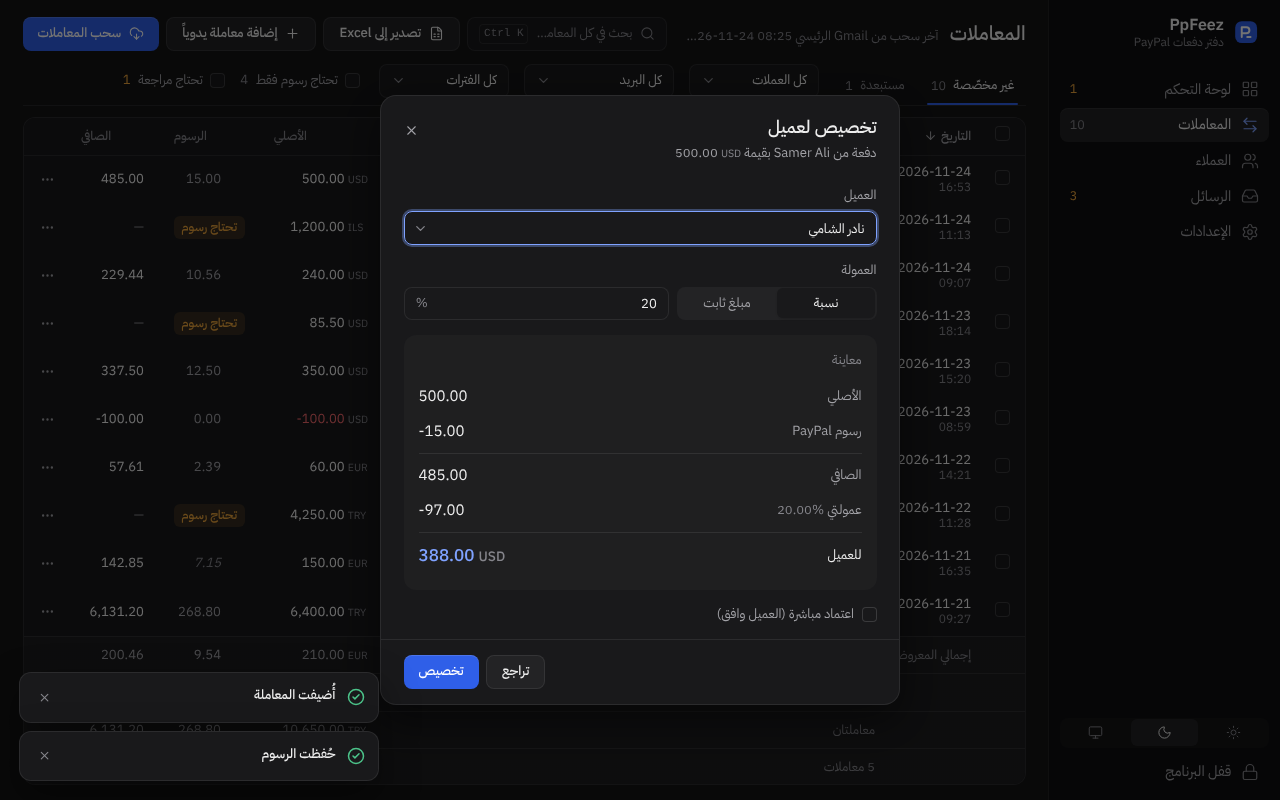 PpFeez
دفتر دفعات PayPal
لوحة التحكم 1
المعاملات 10
العملاء
الرسائل 3
الإعدادات
قفل البرنامج
المعاملات
آخر سحب من Gmail الرئيسي 08:25 24-11-26...
بحث في كل المعام... Ctrl K
تصدير إلى Excel
إضافة معاملة يدوياً
سحب المعاملات
غير مخصّصة 10
مستبعدة 1
كل العملات
كل البريد
كل الفترات
تحتاج رسوم فقط 4
تحتاج مراجعة 1
التاريخ ↓ الأصلي الرسوم الصافي
2026-11-24 16:53 500.00 USD 15.00 485.00
2026-11-24 11:13 1,200.00 ILS تحتاج رسوم —
2026-11-24 09:07 240.00 USD 10.56 229.44
2026-11-23 18:14 85.50 USD تحتاج رسوم —
2026-11-23 15:20 350.00 USD 12.50 337.50
2026-11-23 08:59 -100.00 USD 0.00 -100.00
2026-11-22 14:21 60.00 EUR 2.39 57.61
2026-11-22 11:28 4,250.00 TRY تحتاج رسوم —
2026-11-21 16:35 150.00 EUR 7.15 142.85
2026-11-21 09:27 6,400.00 TRY 268.80 6,131.20
إجمالي المعروض 210.00 EUR 9.54 200.46
معاملتان 10,650.00 TRY 268.80 6,131.20
5 معاملات
تخصيص لعميل
دفعة من Samer Ali بقيمة 500.00 USD
العميل
نادر الشامي
العمولة
نسبة
مبلغ ثابت
20 %
معاينة
الأصلي 500.00
رسوم PayPal -15.00
الصافي 485.00
عمولتي 20.00% -97.00
للعميل 388.00 USD
اعتماد مباشرة (العميل وافق)
تراجع
تخصيص
أُضيفت المعاملة
حُفظت الرسوم